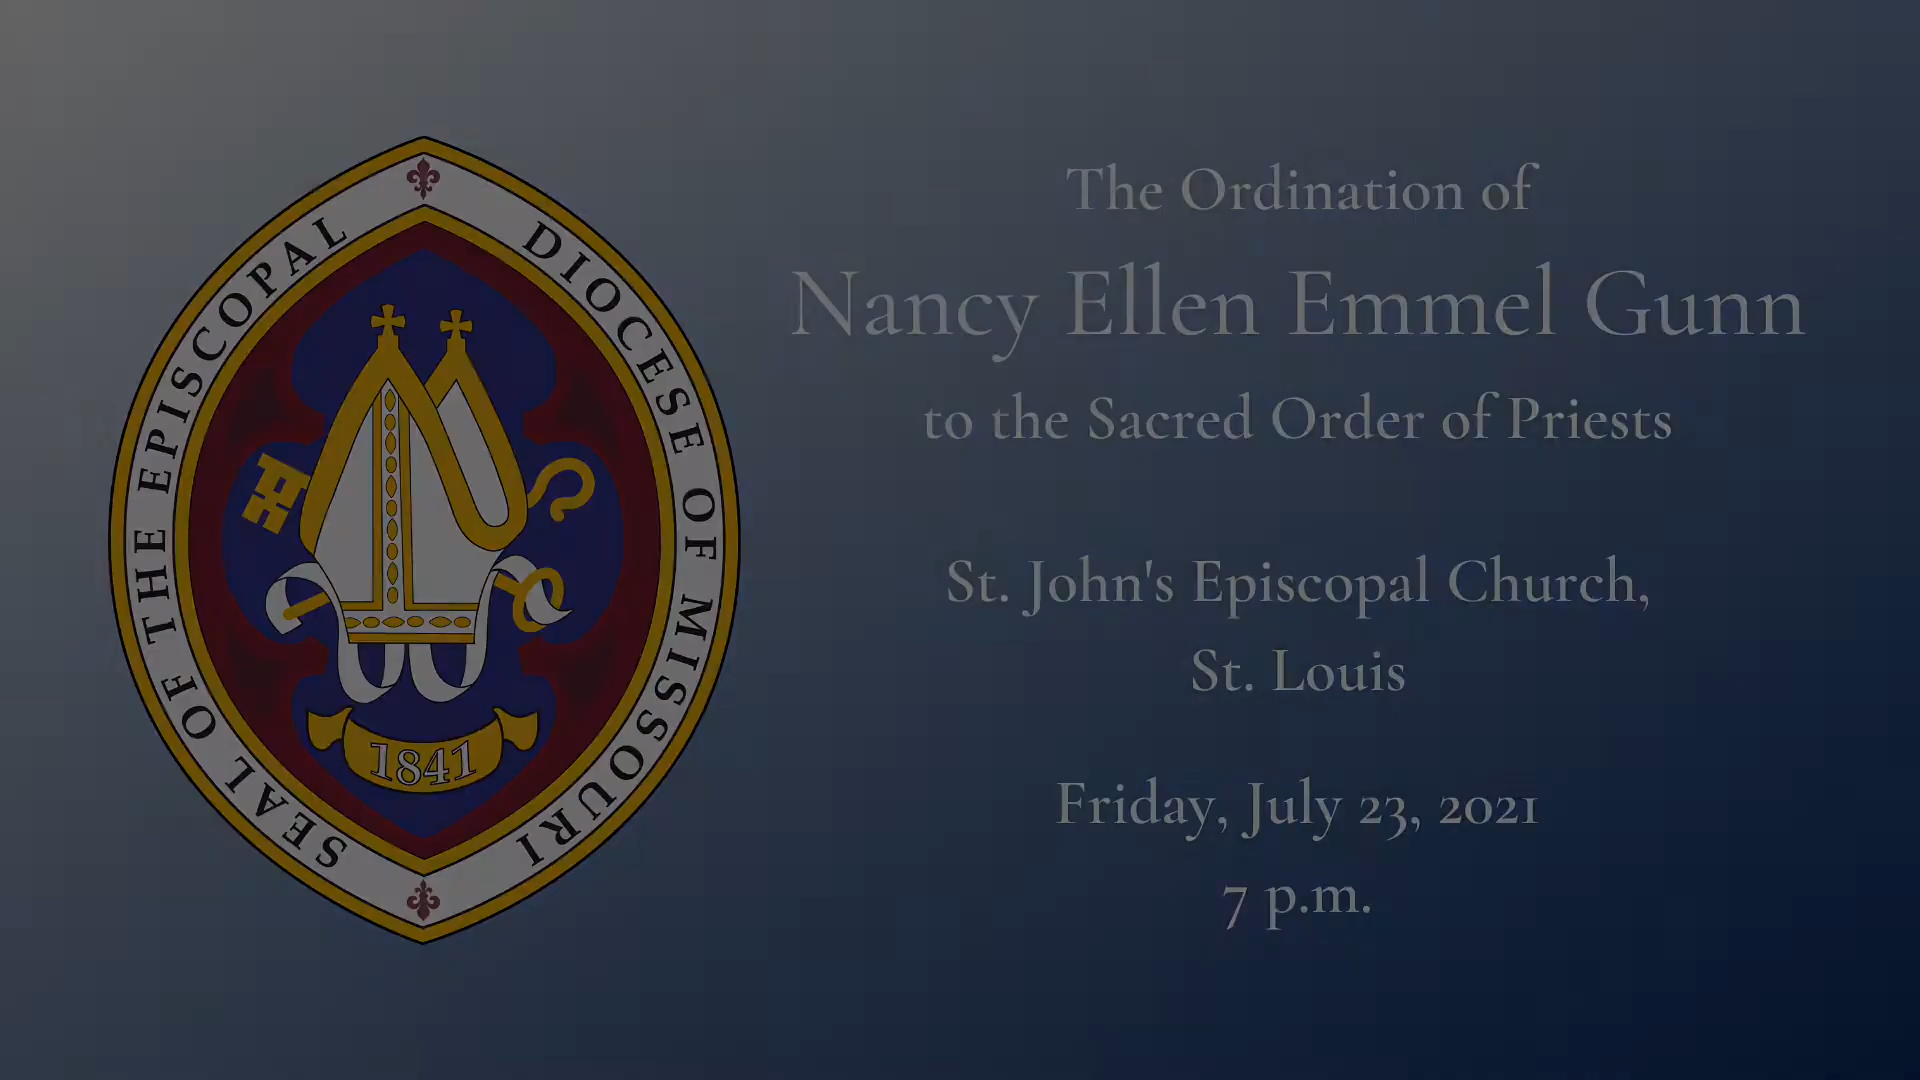 SEAL OF THE EPISCOPAL DIOCESE OF MISSOURI
1841
The Ordination of
Nancy Ellen Emmel Gunn
to the Sacred Order of Priests
St. John's Episcopal Church,
St. Louis
Friday, July 23, 2021
7 p.m.